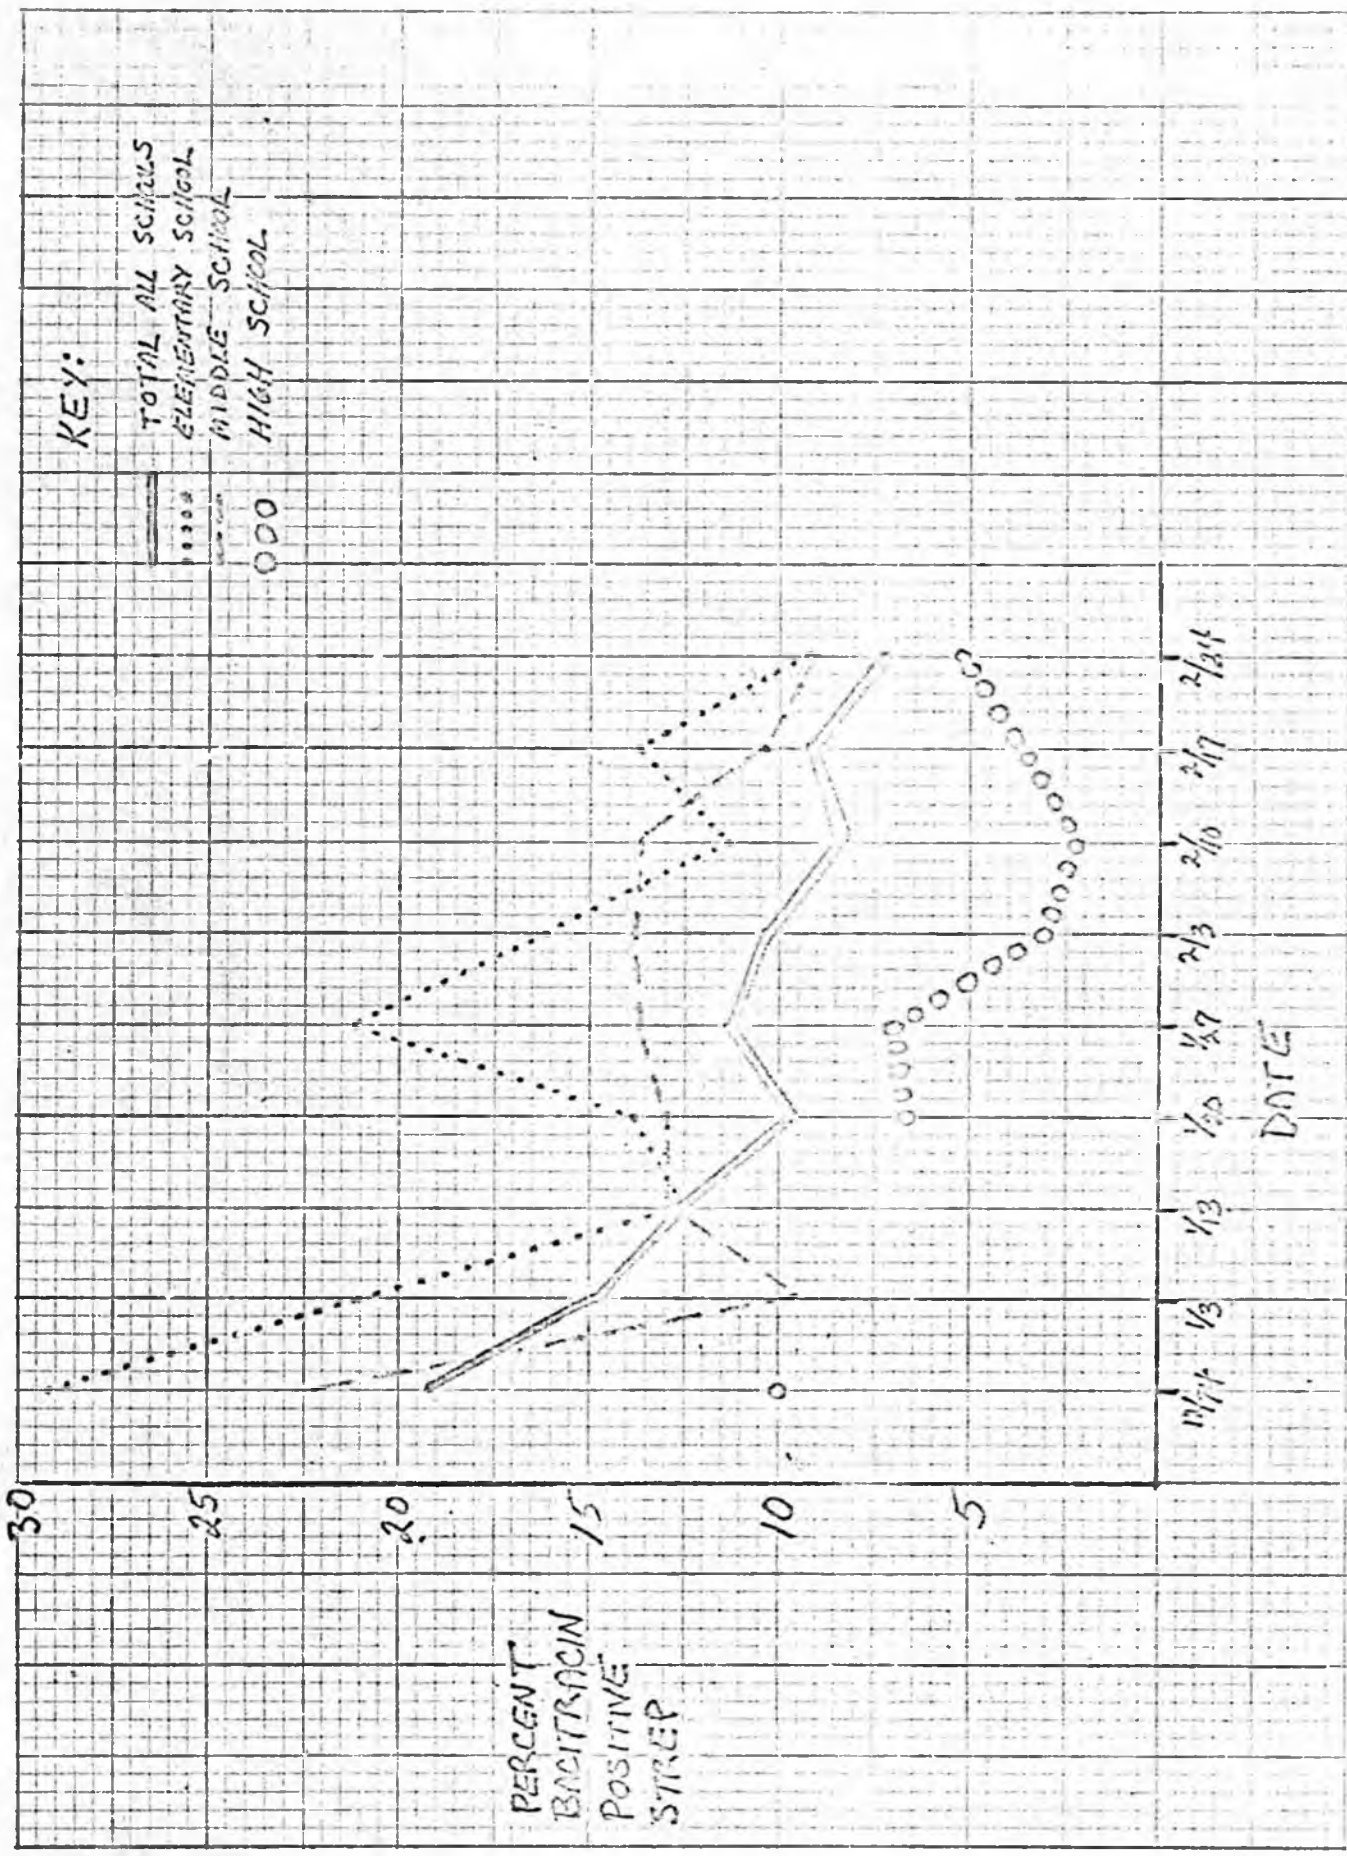 KEY:
TOTAL ALL SCHOOLS
ELEMENTARY SCHOOL
MIDDLE SCHOOL
HIGH SCHOOL
30
25
20
15
10
5
PERCENT
BACITRACIN
POSITIVE
STREP
1/3 1/13 1/20 1/27 2/3 2/10 2/17 2/24
DATE